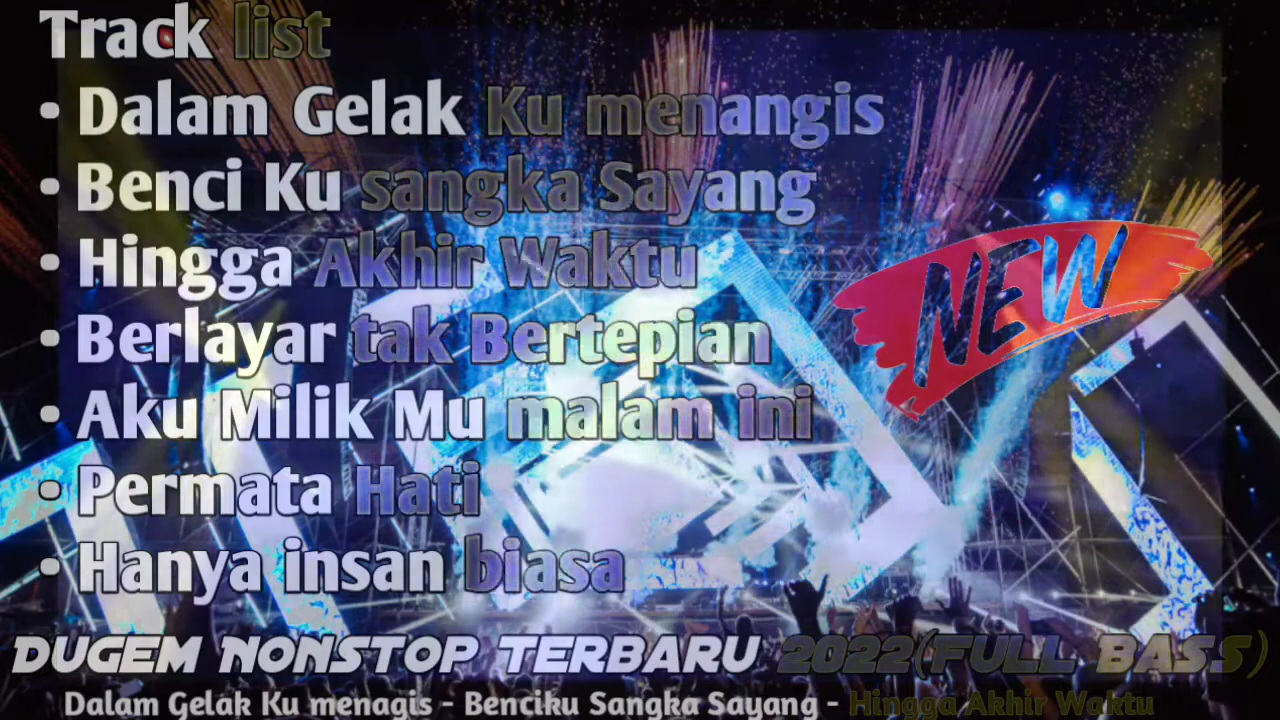 Track list
• Dalam Gelak Ku menangis
• Benci Ku sangka Sayang
• Hingga Akhir Waktu
• Berlayar tak Bertepian
• Aku Milik Mu malam ini
• Permata Hati
• Hanya insan biasa
NEW
DUGEM NONSTOP TERBARU 2022(FULL BASS)
Dalam Gelak Ku menagis - Benciku Sangka Sayang - Hingga Akhir Waktu